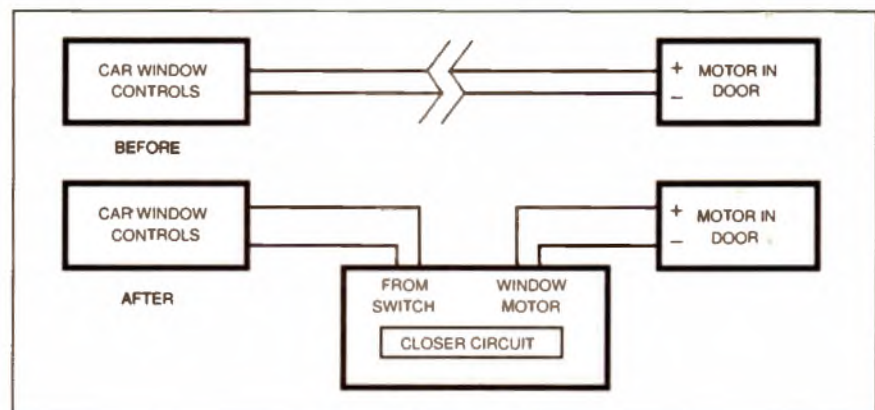 CAR WINDOW
CONTROLS
+
−
MOTOR IN
DOOR
BEFORE
CAR WINDOW
CONTROLS
+
−
MOTOR IN
DOOR
AFTER
FROM
SWITCH
WINDOW
MOTOR
CLOSER CIRCUIT